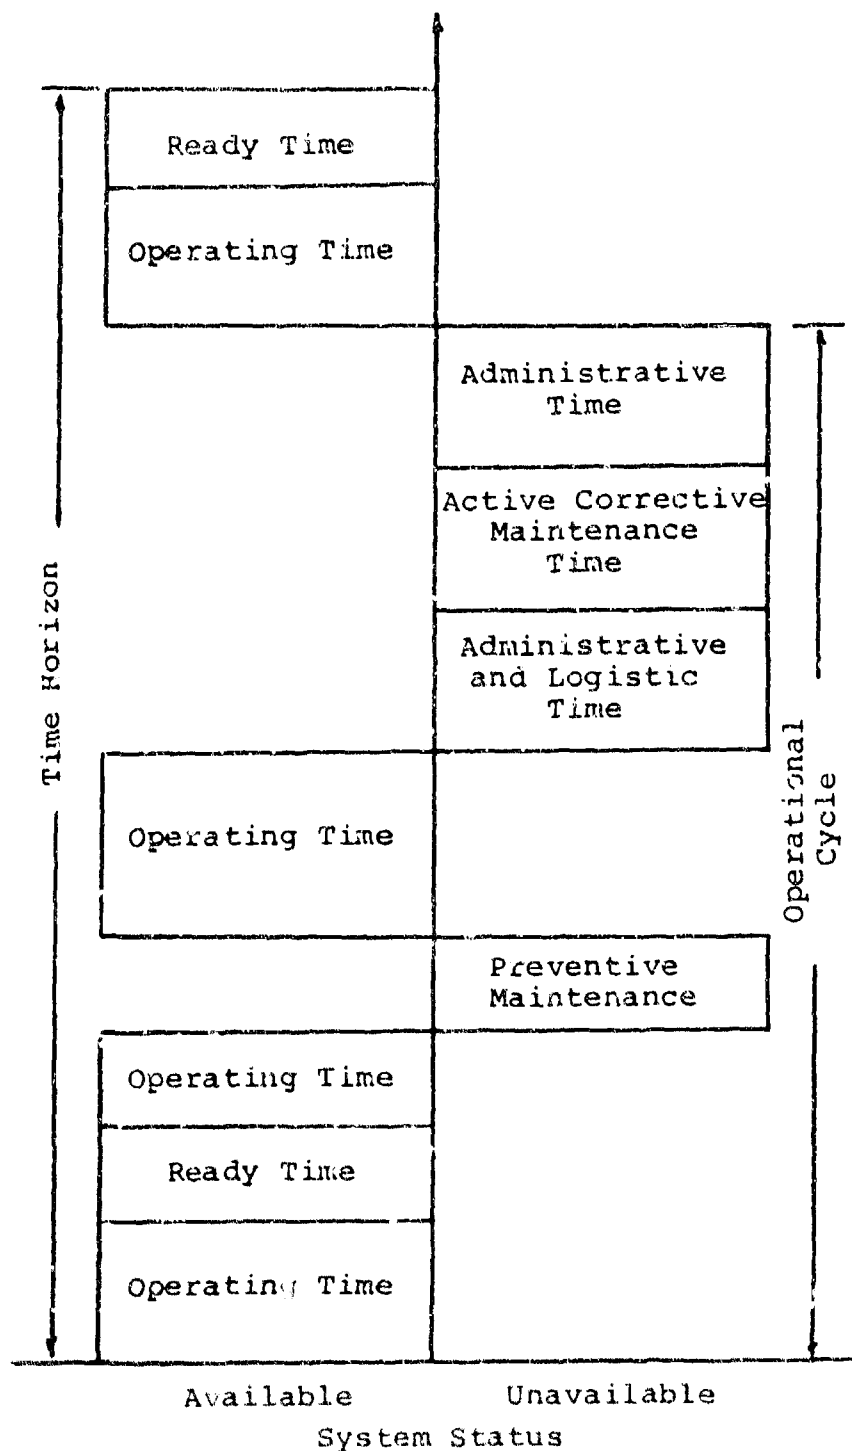 Ready Time
Operating Time
Administrative
Time
Active Corrective
Maintenance
Time
Administrative
and Logistic
Time
Time Horizon
Operating Time
Operational
Cycle
Preventive
Maintenance
Operating Time
Ready Time
Operating Time
Available
Unavailable
System Status